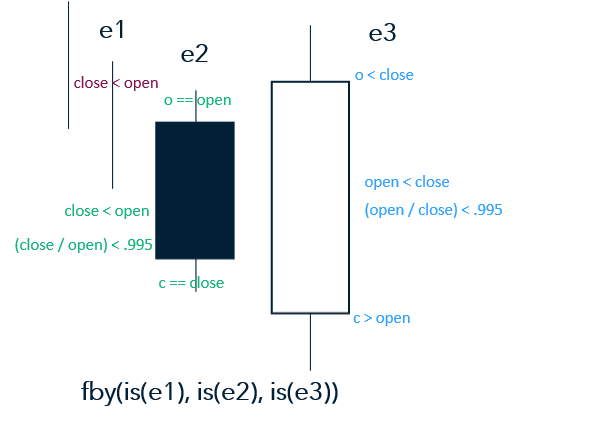 e1
e2
e3
close < open
o == open
close < open
(close / open) < .995
c == close
o < close
open < close
(open / close) < .995
c > open
fby(is(e1), is(e2), is(e3))